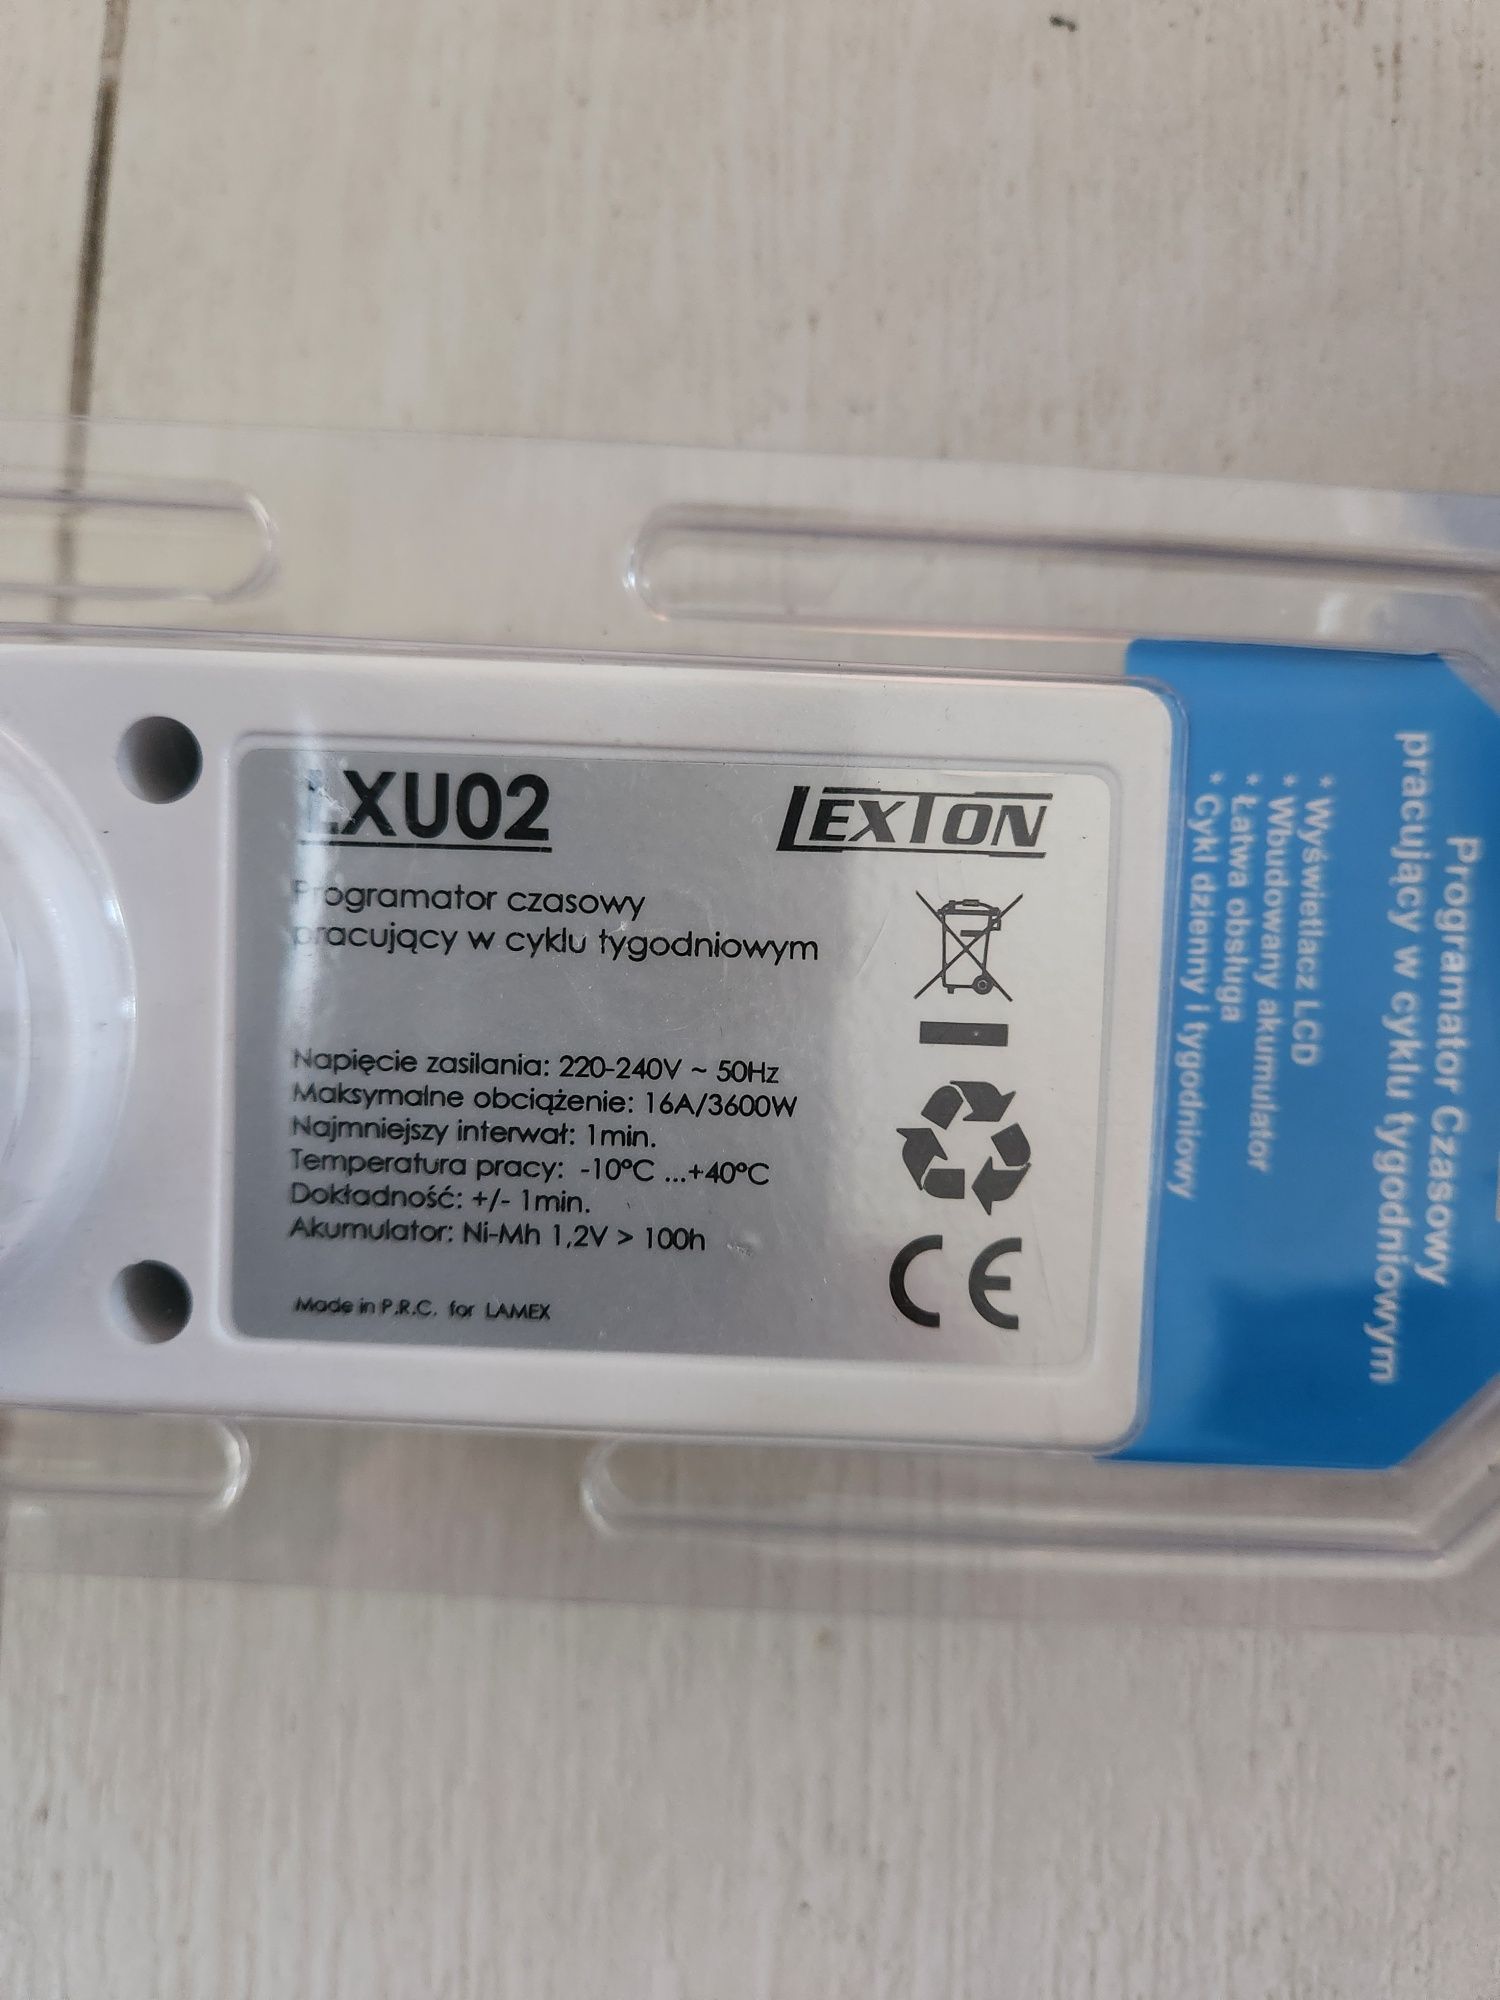 LXU02
LEXTON
Programator czasowy
pracujący w cyklu tygodniowym
Napięcie zasilania: 220-240V ~ 50Hz
Maksymalne obciążenie: 16A/3600W
Najmniejszy interwał: 1min.
Temperatura pracy: -10ºC ...+40ºC
Dokładność: +/- 1min.
Akumulator: Ni-Mh 1,2V > 100h
Made in P.R.C. for LAMEX
CE
Programator Czasowy
pracujący w cyklu tygodniowym
* Wyświetlacz LCD
* Wbudowany akumulator
* Łatwa obsługa
* Cykl dzienny i tygodniowy